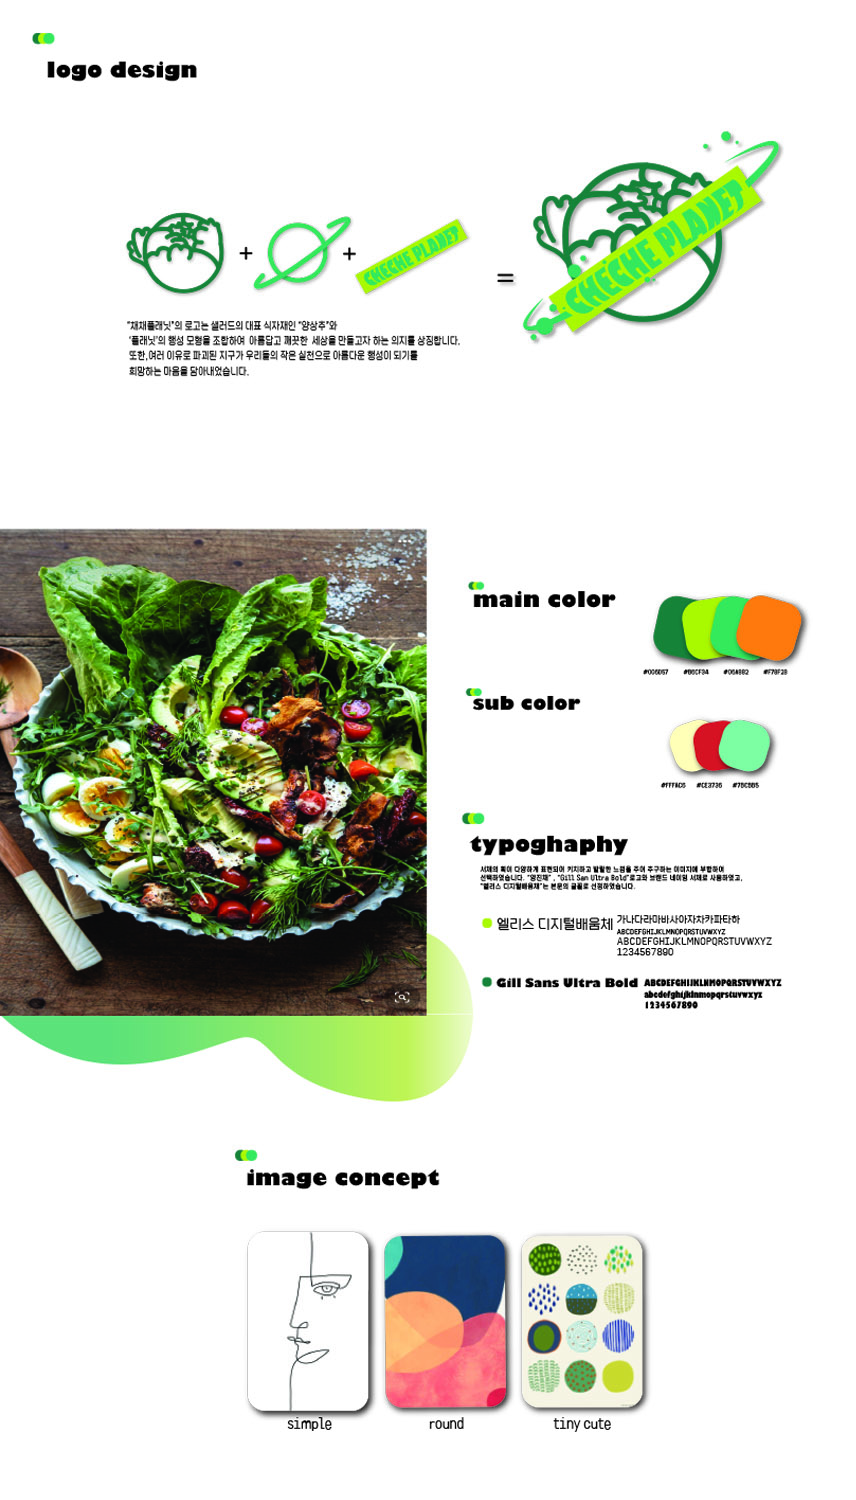 logo design
CHECHE PLANET
+
+
CHECHE PLANET
=
"채채플래닛"의 로고는 샐러드의 대표 식자재인 "양상추"와
'플래닛'의 행성 모형을 조합하여 아름답고 깨끗한 세상을 만들고자 하는 의지를 상징합니다.
또한,여러 이유로 파괴된 지구가 우리들의 작은 실천으로 아름다운 행성이 되기를
희망하는 마음을 담아내었습니다.
main color
#006D57 #B6CF34 #06A882 #F78F2B
sub color
#FFFAC6 #CE3736 #7BC9B5
typoghaphy
서체의 획이 다양하게 표현되어 키치하고 발랄한 느낌을 주어 추구하는 이미지에 부합하여
선택하였습니다. "양진체" , "Gill San Ultra Bold"로고와 브랜드 네이밍 서체로 사용하였고,
"엘리스 디지털배움체"는 본문의 글꼴로 선정하였습니다.
엘리스 디지털배움체 가나다라마바사아자차카파타하
ABCDEFGHIJKLMNOPQRSTUVWXYZ
ABCDEFGHIJKLMNOPQRSTUVWXYZ
1234567890
Gill Sans Ultra Bold ABCDEFGHIJKLNMOPQRSTUVWXYZ
abcdefghijklnmopqrstuvwxyz
1234567890
image concept
simple
round
tiny cute